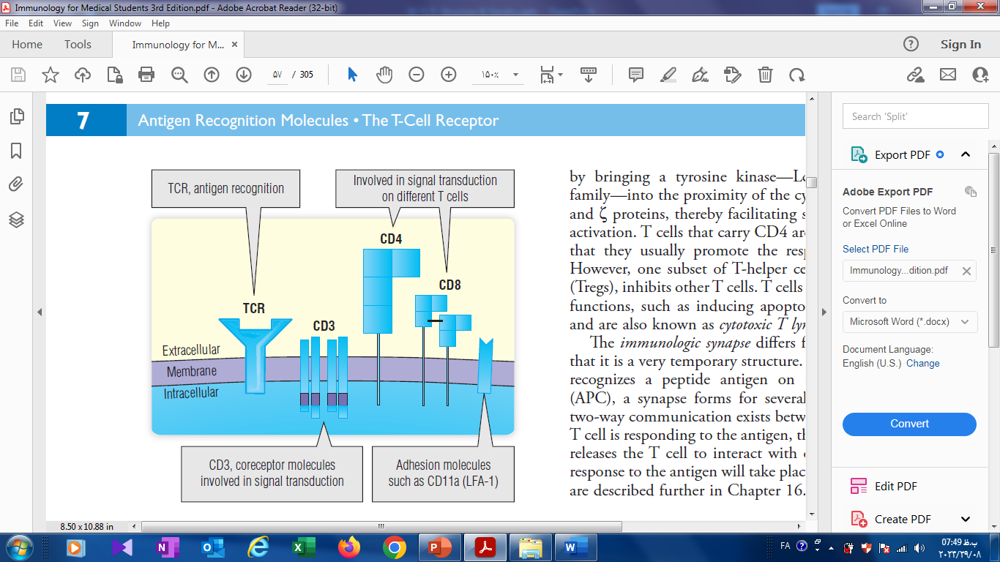 Immunology for Medical Students 3rd Edition.pdf - Adobe Acrobat Reader (32-bit)
File Edit View Sign Window Help
Home Tools Immunology for M... × Sign In
۵۷ / 305 ۱۵۰٪
7 Antigen Recognition Molecules • The T-Cell Receptor
TCR, antigen recognition
Involved in signal transduction
on different T cells
CD4
CD8
TCR
CD3
Extracellular
Membrane
Intracellular
CD3, coreceptor molecules
involved in signal transduction
Adhesion molecules
such as CD11a (LFA-1)
by bringing a tyrosine kinase—
family—into the proximity of the
and ζ proteins, thereby facilitating
activation. T cells that carry CD4
that they usually promote the
However, one subset of T-helper
(Tregs), inhibits other T cells. T cells
functions, such as inducing
and are also known as cytotoxic T
The immunologic synapse differs
that it is a very temporary structure.
recognizes a peptide antigen on
(APC), a synapse forms for several
two-way communication exists
T cell is responding to the antigen,
releases the T cell to interact with
response to the antigen will take
are described further in Chapter 16.
8.50 x 10.88 in
Search 'Split'
Export PDF
Adobe Export PDF
Convert PDF Files to Word
or Excel Online
Select PDF File
Immunology...dition.pdf
Convert to
Microsoft Word (*.docx)
Document Language:
English (U.S.) Change
Convert
Edit PDF
Create PDF
FA
07:49 ب.ظ
۲۰۲۳/۲۹/۰۸